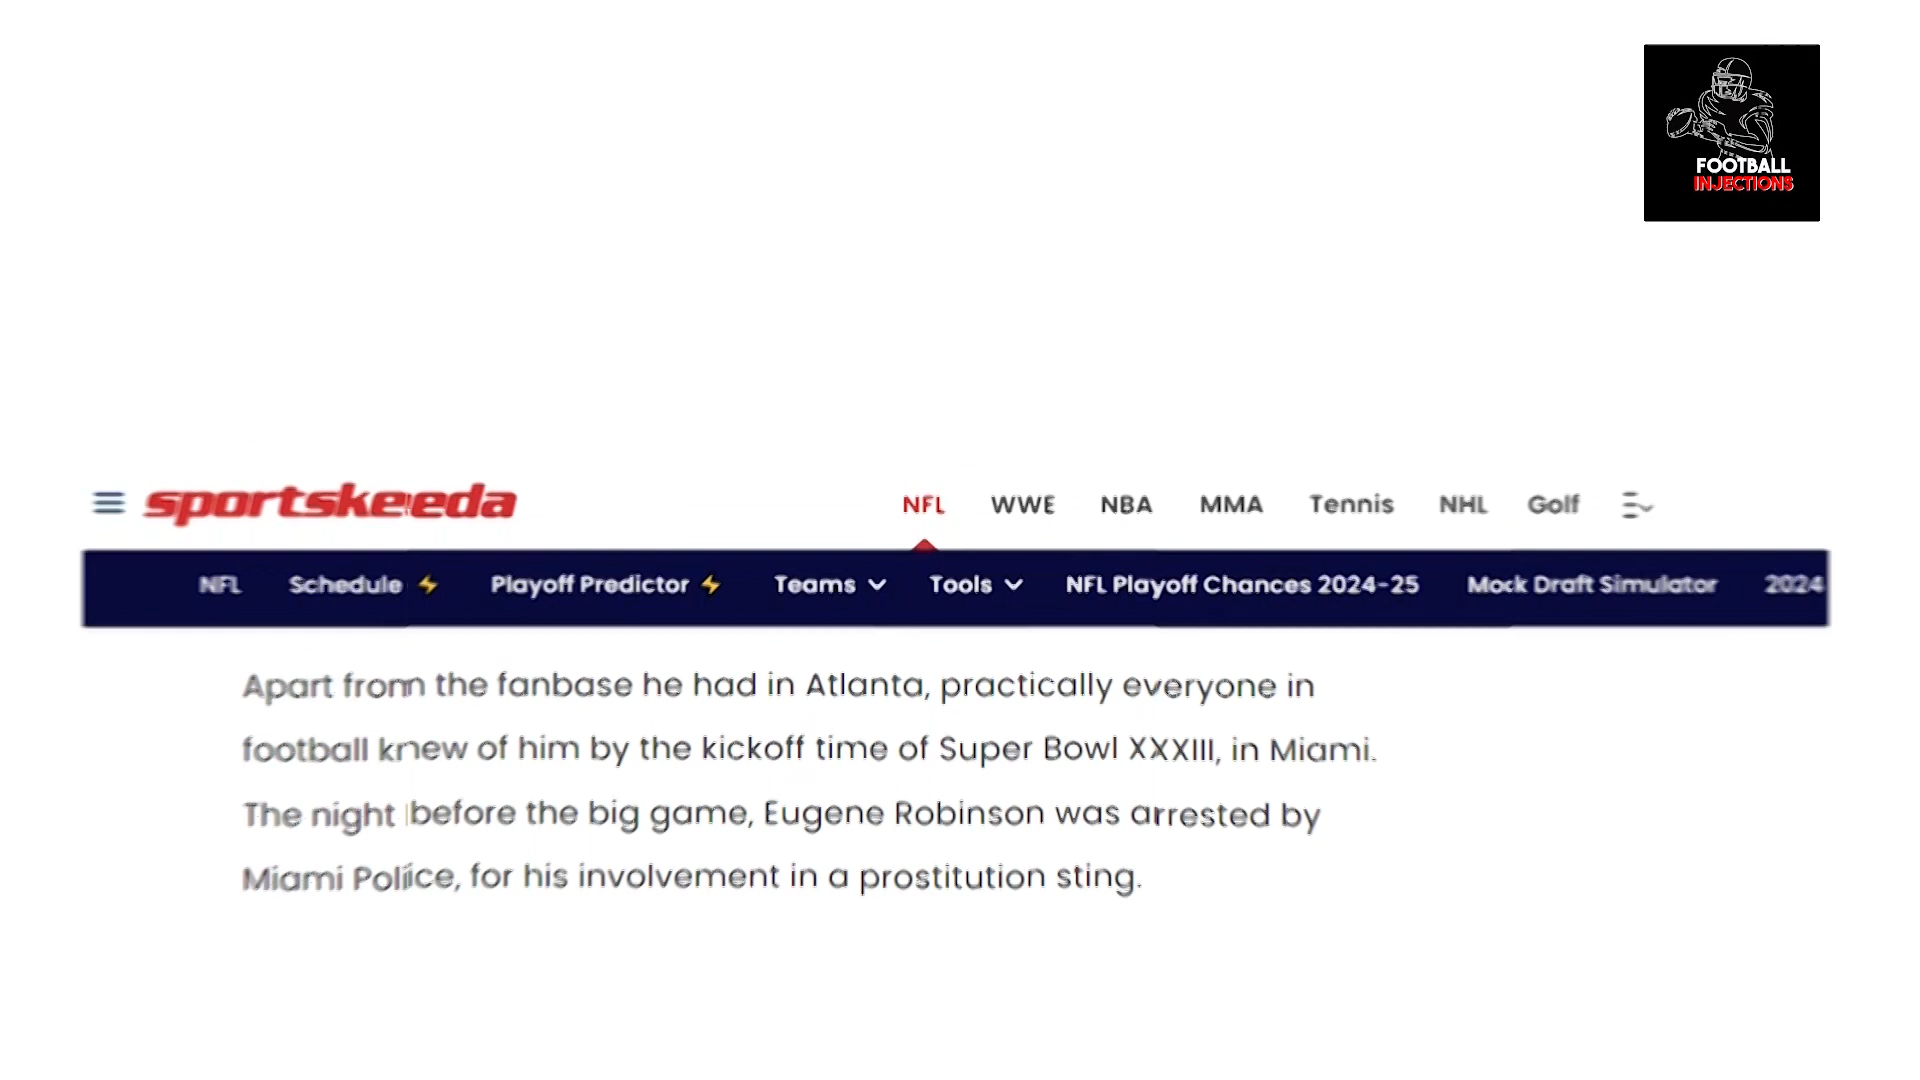 FOOTBALL
INJECTIONS
sportskeeda
NFL WWE NBA MMA Tennis NHL Golf
NFL Schedule Playoff Predictor Teams Tools NFL Playoff Chances 2024-25 Mock Draft Simulator 2024
Apart from the fanbase he had in Atlanta, practically everyone in
football knew of him by the kickoff time of Super Bowl XXXIII, in Miami.
The night before the big game, Eugene Robinson was arrested by
Miami Police, for his involvement in a prostitution sting.